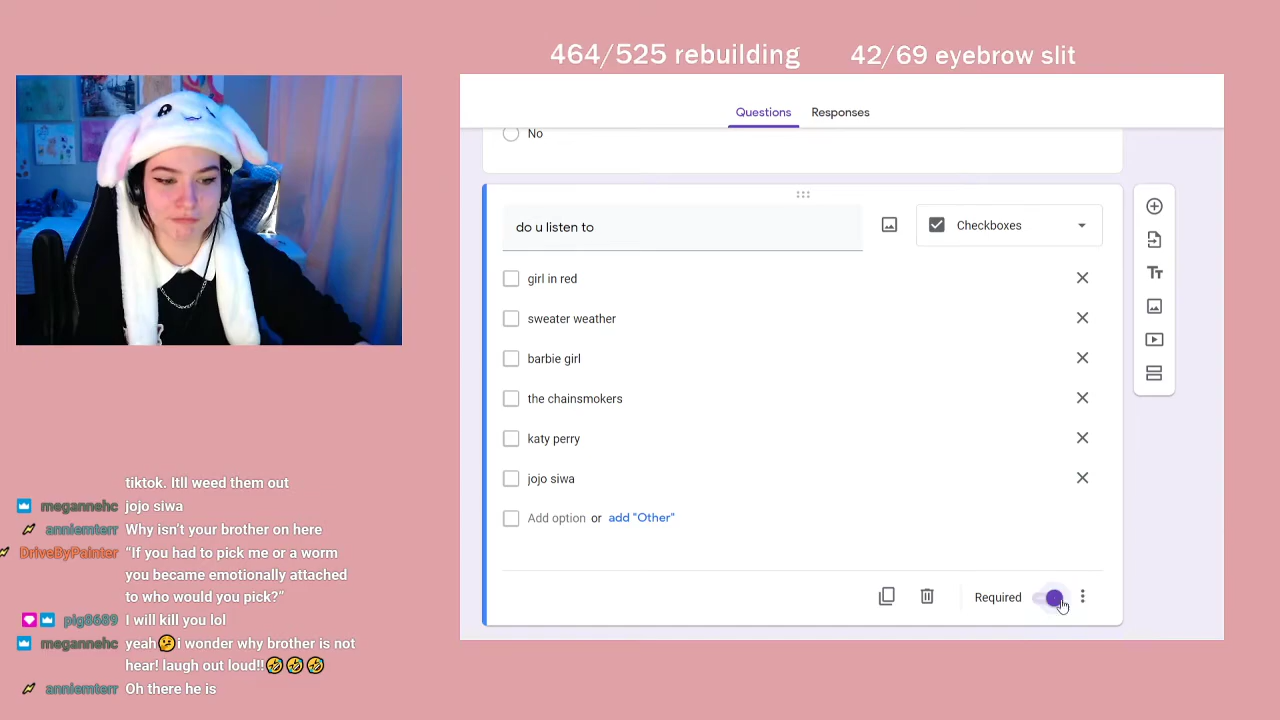 464/525 rebuilding
42/69 eyebrow slit
Questions
Responses
No
do u listen to
Checkboxes
girl in red
sweater weather
barbie girl
the chainsmokers
katy perry
jojo siwa
Add option or add "Other"
Required
tiktok. Itll weed them out
megannehc jojo siwa
anniemterr Why isn't your brother on here
DriveByPainter "If you had to pick me or a worm
you became emotionally attached
to who would you pick?"
pig8689 I will kill you lol
megannehc yeah🤔i wonder why brother is not
hear! laugh out loud!!🤣🤣🤣
anniemterr Oh there he is